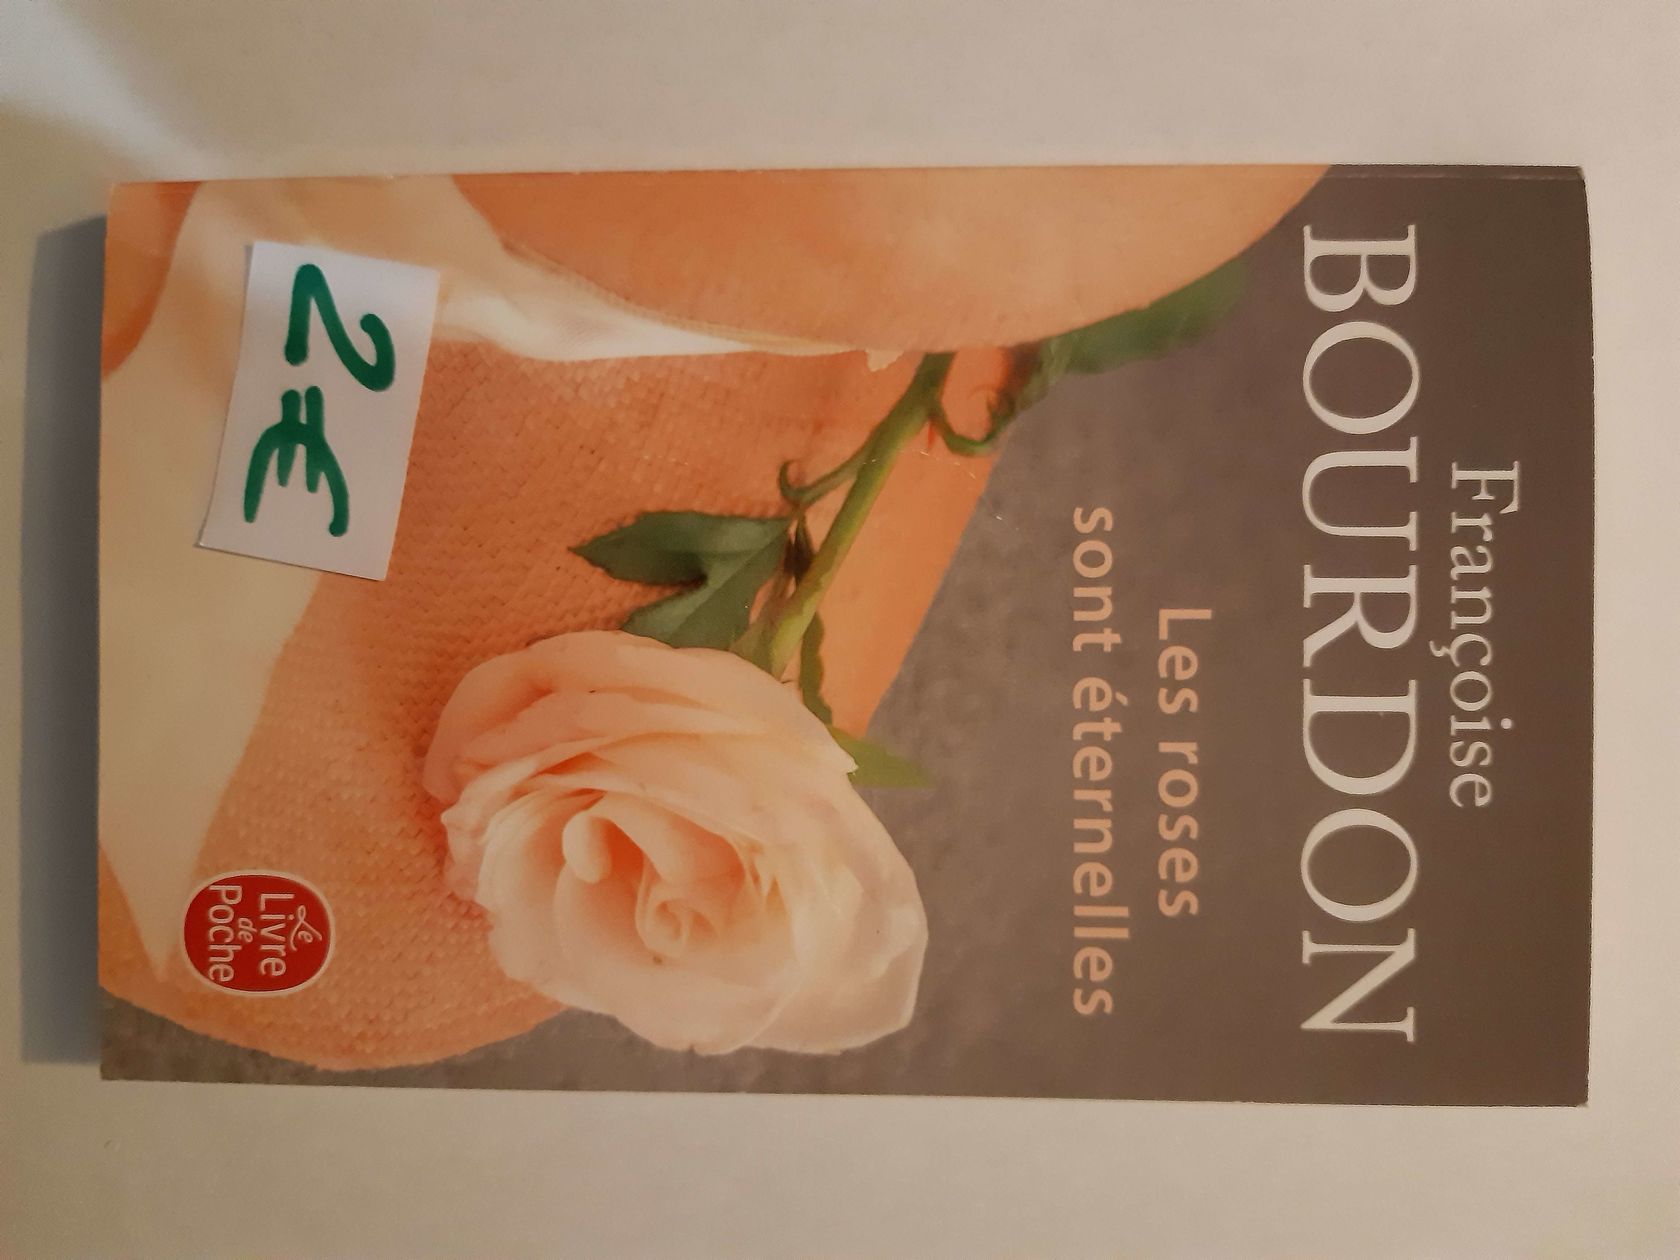 Françoise
BOURDON
Les roses
sont éternelles
2€
Le
Livre
de
Poche